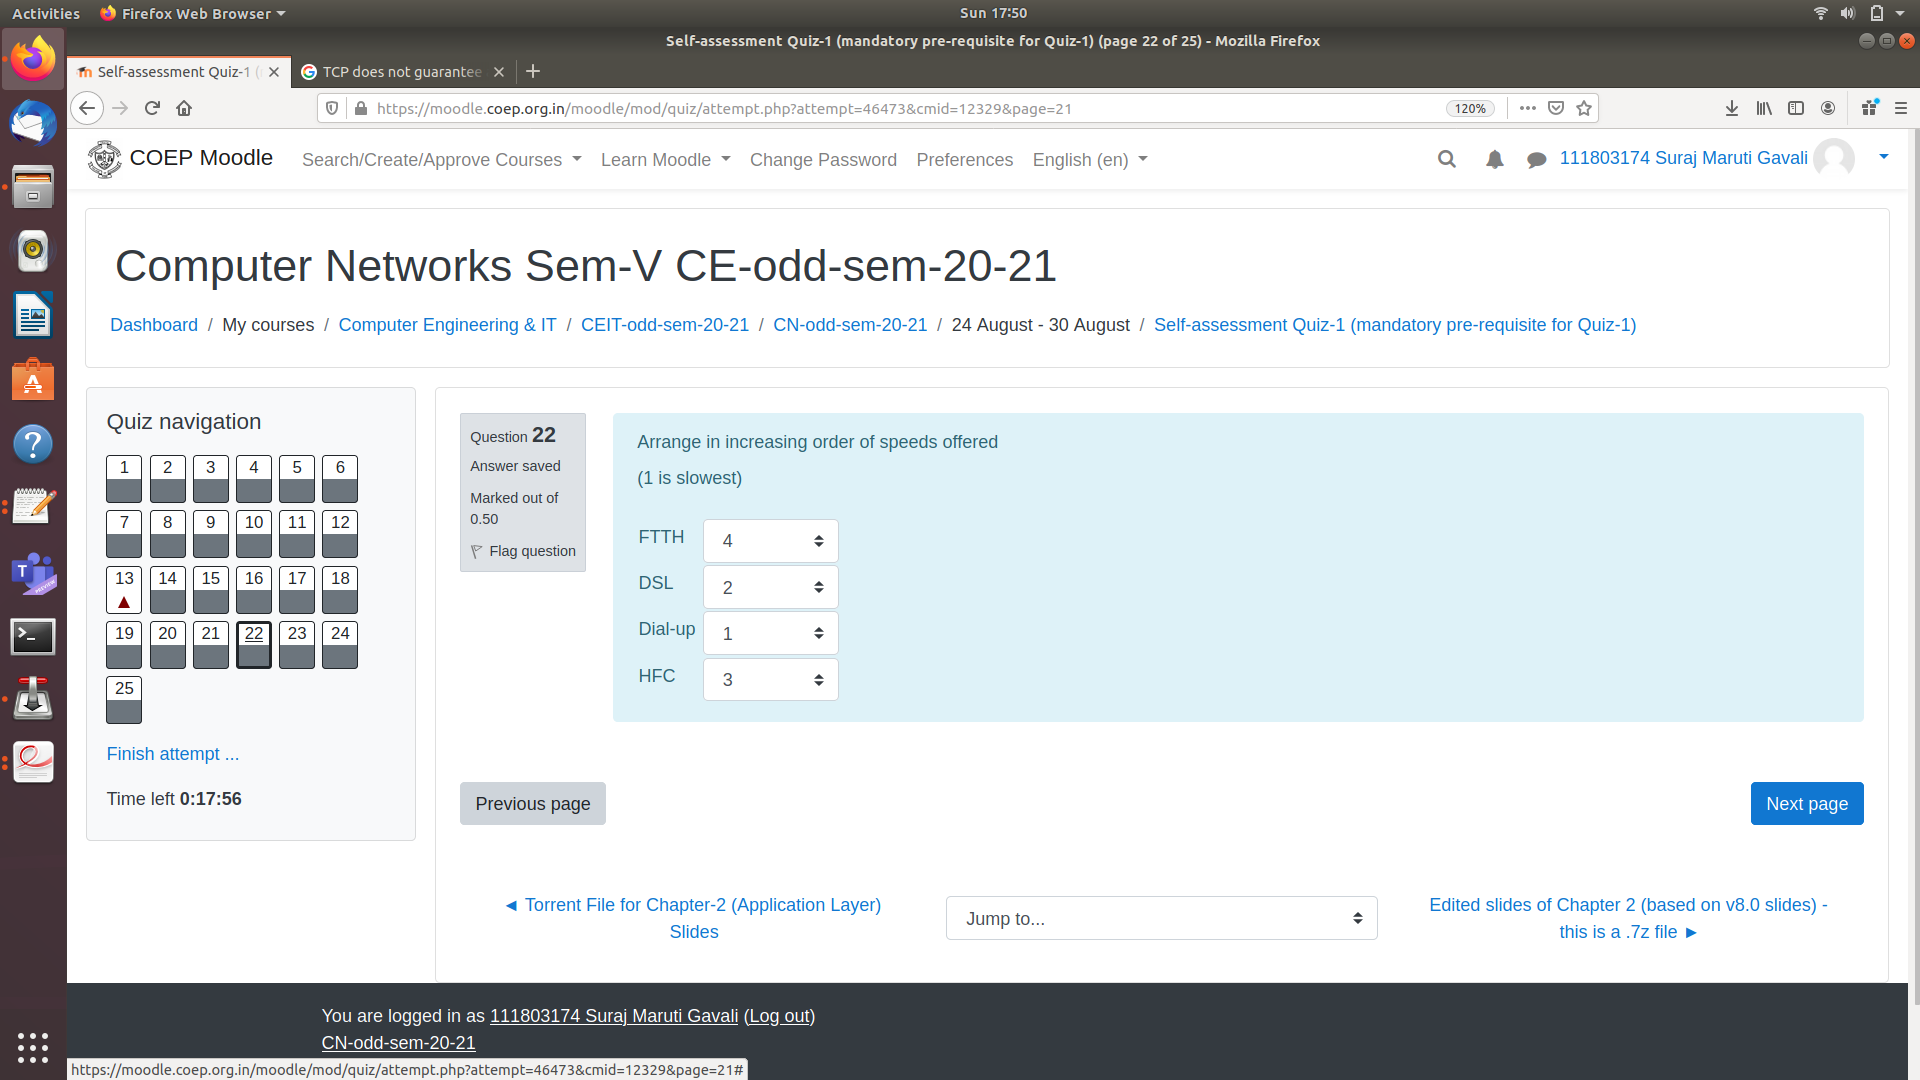 Activities Firefox Web Browser Sun 17:50
Self-assessment Quiz-1 (mandatory pre-requisite for Quiz-1) (page 22 of 25) - Mozilla Firefox
Self-assessment Quiz-1 ( TCP does not guarantee
https://moodle.coep.org.in/moodle/mod/quiz/attempt.php?attempt=46473&cmid=12329&page=21 120%
COEP Moodle Search/Create/Approve Courses Learn Moodle Change Password Preferences English (en) 111803174 Suraj Maruti Gavali
Computer Networks Sem-V CE-odd-sem-20-21
Dashboard / My courses / Computer Engineering & IT / CEIT-odd-sem-20-21 / CN-odd-sem-20-21 / 24 August - 30 August / Self-assessment Quiz-1 (mandatory pre-requisite for Quiz-1)
Quiz navigation
1 2 3 4 5 6
7 8 9 10 11 12
13 14 15 16 17 18
19 20 21 22 23 24
25
Finish attempt ...
Time left 0:17:56
Question 22
Answer saved
Marked out of
0.50
Flag question
Arrange in increasing order of speeds offered
(1 is slowest)
FTTH 4
DSL 2
Dial-up 1
HFC 3
Previous page Next page
◄ Torrent File for Chapter-2 (Application Layer)
Slides
Jump to...
Edited slides of Chapter 2 (based on v8.0 slides) -
this is a .7z file ►
You are logged in as 111803174 Suraj Maruti Gavali (Log out)
CN-odd-sem-20-21
https://moodle.coep.org.in/moodle/mod/quiz/attempt.php?attempt=46473&cmid=12329&page=21#